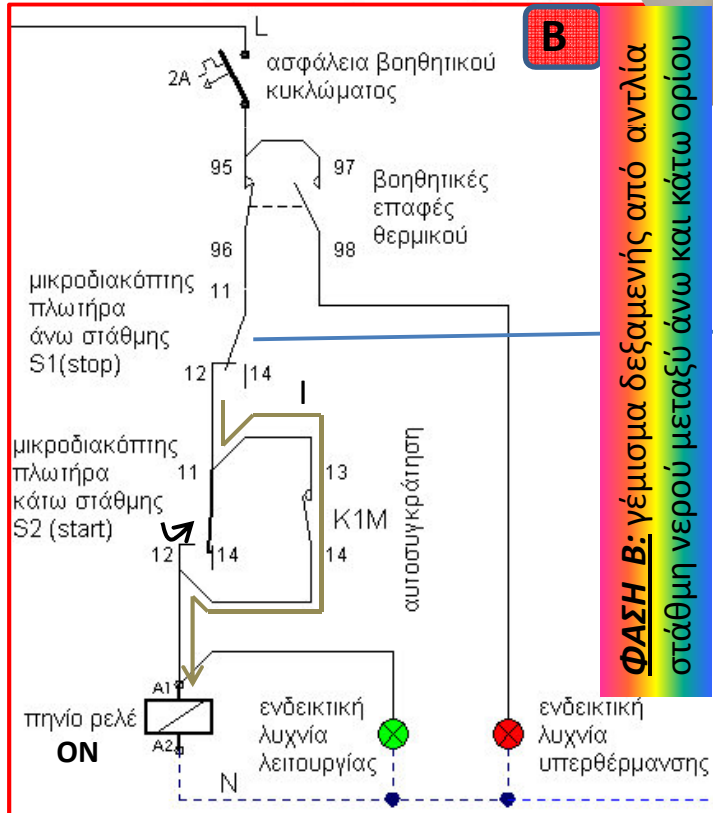 L
B
2A
ασφάλεια βοηθητικού
κυκλώματος
95
97
βοηθητικές
επαφές
θερμικού
96
98
μικροδιακόπτης
πλωτήρα
άνω στάθμης
S1(stop)
11
12
14
I
μικροδιακόπτης
πλωτήρα
κάτω στάθμης
S2 (start)
11
13
K1M
12
14
14
αυτοσυγκράτηση
A1
πηνίο ρελέ
ON
A2
N
ενδεικτική
λυχνία
λειτουργίας
ενδεικτική
λυχνία
υπερθέρμανσης
ΦΑΣΗ Β: γέμισμα δεξαμενής από αντλία
στάθμη νερού μεταξύ άνω και κάτω ορίου